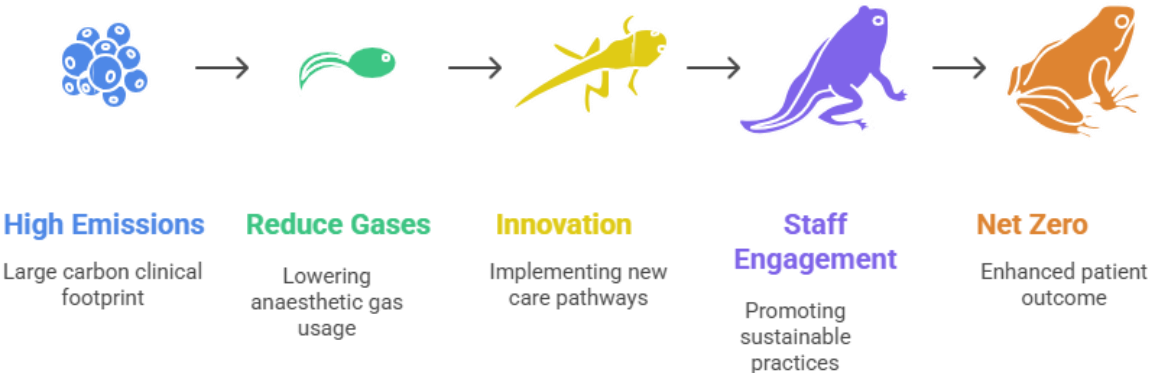 High Emissions
Large carbon clinical
footprint
Reduce Gases
Lowering
anaesthetic gas
usage
Innovation
Implementing new
care pathways
Staff
Engagement
Promoting
sustainable
practices
Net Zero
Enhanced patient
outcome